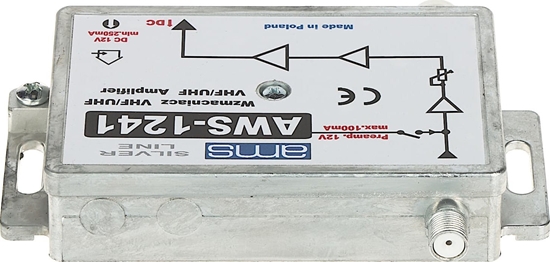 ams
SILVER
LINE
AWS-1241
Wzmacniacz VHF/UHF
Amplifier VHF/UHF
Preamp. 12V
max.100mA
CE
DC 12V
min.250mA
DC
Made in Poland